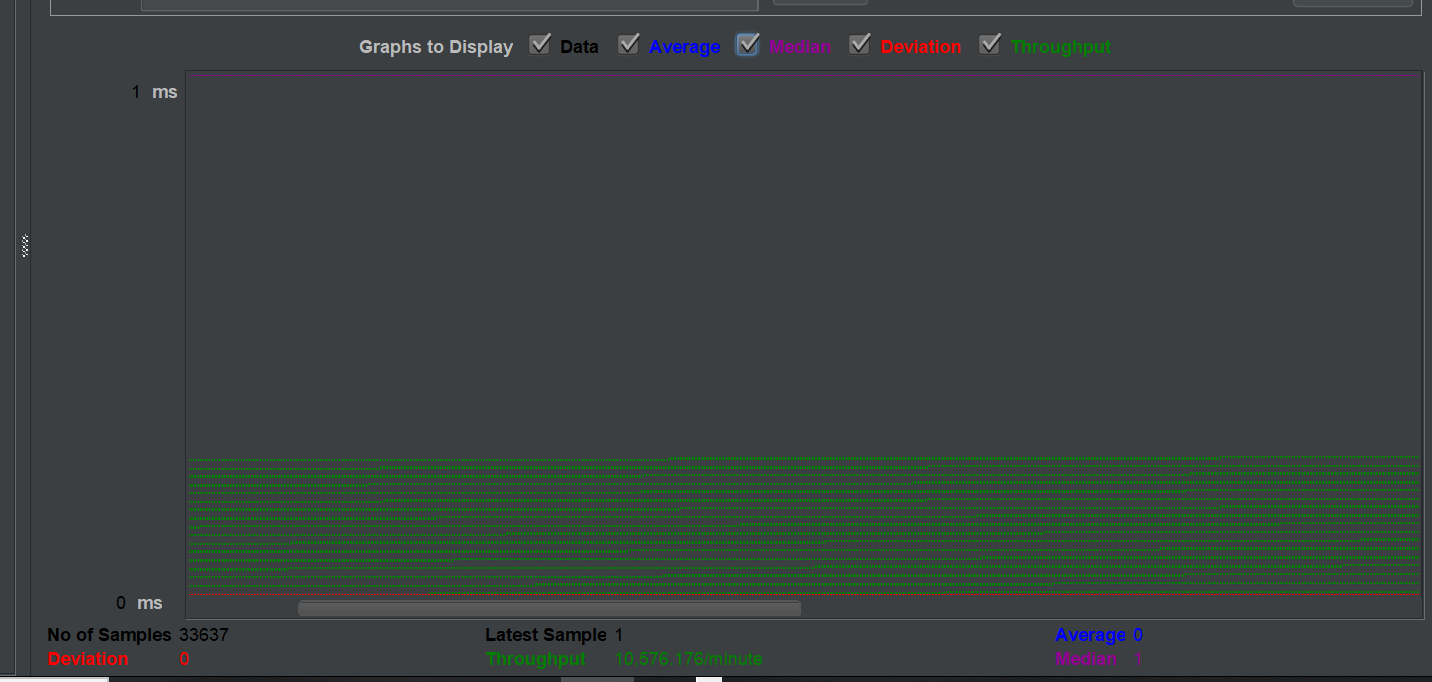 Graphs to Display Data Average Median Deviation Throughput
1 ms
0 ms
No of Samples 33637 Latest Sample 1 Average 0
Deviation 0 Throughput 10,576.176/minute Median 1